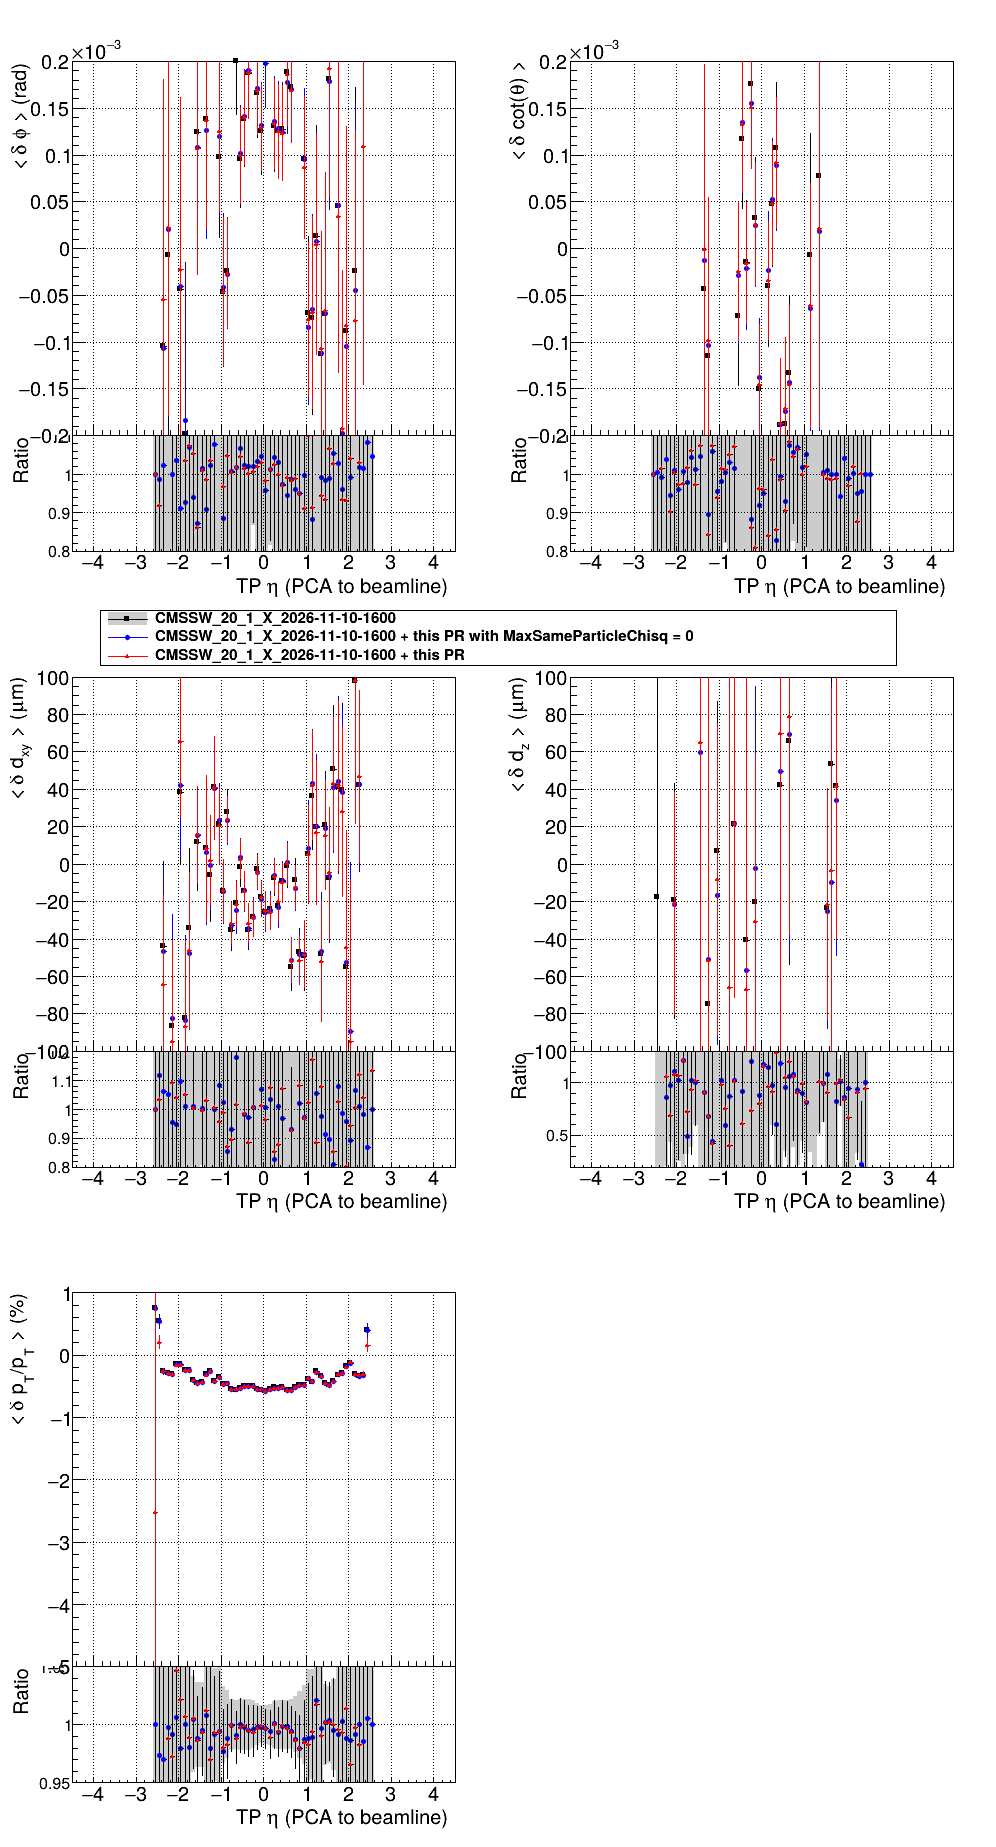 ×10⁻³
< δ ϕ > (rad)
0.2
0.15
0.1
0.05
0
−0.05
−0.1
−0.15
−0.2
Ratio
1
0.9
0.8
−4 −3 −2 −1 0 1 2 3 4
TP η (PCA to beamline)
×10⁻³
< δ cot(θ) >
0.2
0.15
0.1
0.05
0
−0.05
−0.1
−0.15
−0.2
Ratio
1
0.9
0.8
−4 −3 −2 −1 0 1 2 3 4
TP η (PCA to beamline)
CMSSW_20_1_X_2026-11-10-1600
CMSSW_20_1_X_2026-11-10-1600 + this PR with MaxSameParticleChisq = 0
CMSSW_20_1_X_2026-11-10-1600 + this PR
< δ d_xy > (μm)
100
80
60
40
20
0
−20
−40
−60
−80
−100
Ratio
1.1
1
0.9
0.8
−4 −3 −2 −1 0 1 2 3 4
TP η (PCA to beamline)
< δ d_z > (μm)
100
80
60
40
20
0
−20
−40
−60
−80
−100
Ratio
1
0.5
−4 −3 −2 −1 0 1 2 3 4
TP η (PCA to beamline)
< δ p_T/p_T > (%)
1
0
−1
−2
−3
−4
Ratio
1
0.95
−4 −3 −2 −1 0 1 2 3 4
TP η (PCA to beamline)